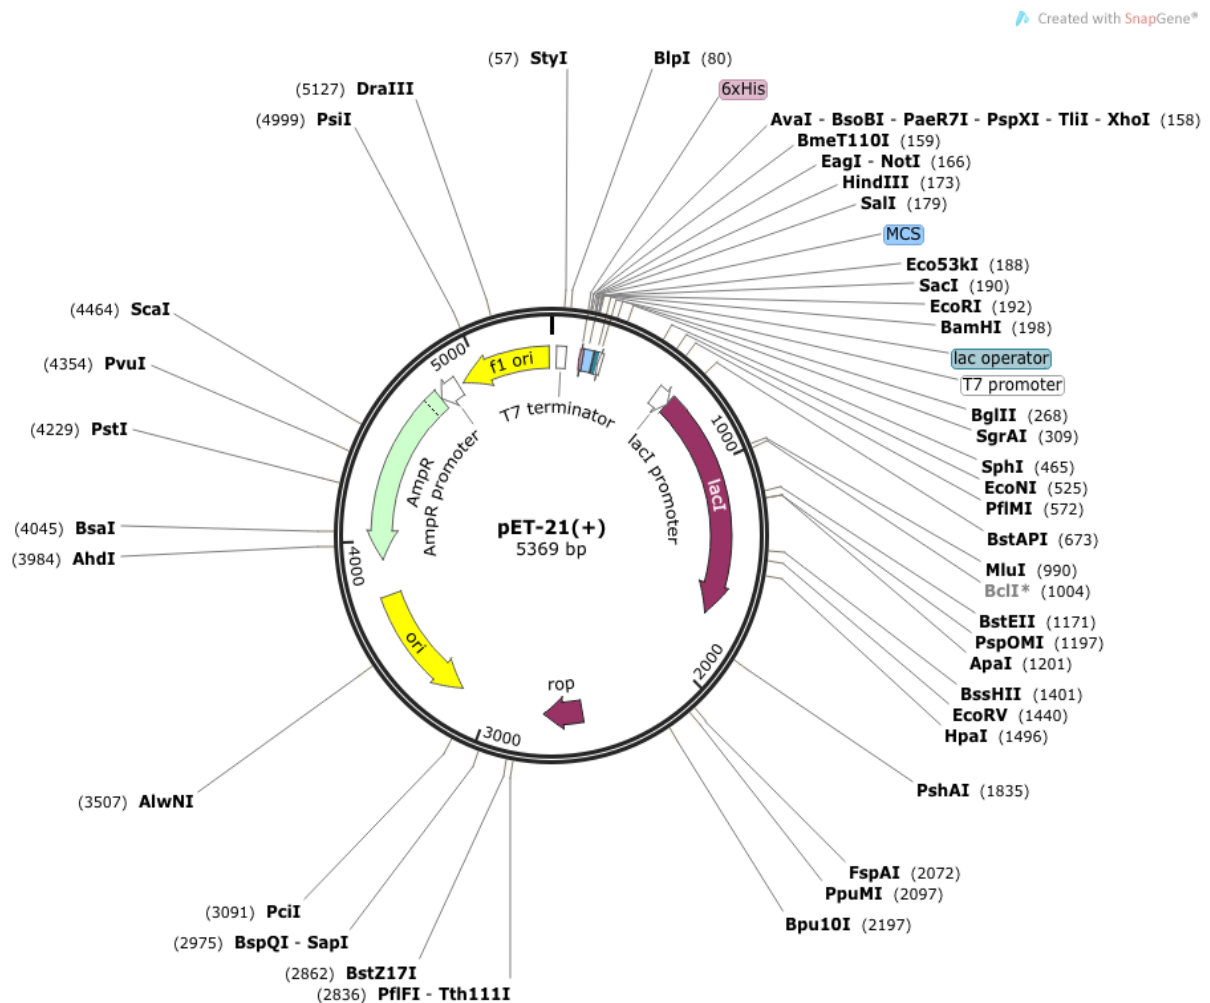 Created with SnapGene®
(57) StyI
BlpI (80)
(5127) DraIII
6xHis
(4999) PsiI
AvaI - BsoBI - PaeR7I - PspXI - TliI - XhoI (158)
BmeT110I (159)
EagI - NotI (166)
HindIII (173)
SalI (179)
MCS
Eco53kI (188)
SacI (190)
EcoRI (192)
BamHI (198)
lac operator
T7 promoter
BglII (268)
SgrAI (309)
SphI (465)
EcoNI (525)
PflMI (572)
BstAPI (673)
MluI (990)
BclI* (1004)
BstEII (1171)
PspOMI (1197)
ApaI (1201)
BssHII (1401)
EcoRV (1440)
HpaI (1496)
PshAI (1835)
FspAI (2072)
PpuMI (2097)
Bpu10I (2197)
(4464) ScaI
(4354) PvuI
(4229) PstI
(4045) BsaI
(3984) AhdI
(3507) AlwNI
(3091) PciI
(2975) BspQI - SapI
(2862) BstZ17I
(2836) PflFI - Tth111I
5000
f1 ori
T7 terminator
1000
AmpR
AmpR promoter
lacI promoter
lacI
pET-21(+)
5369 bp
4000
ori
rop
2000
3000